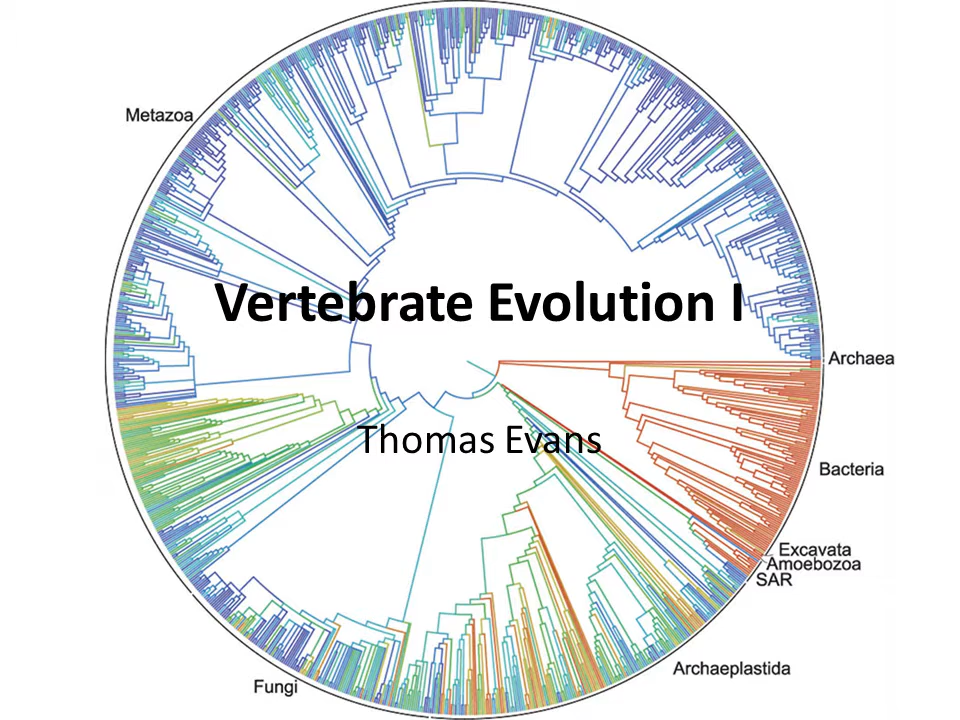 Metazoa
Vertebrate Evolution I
Archaea
Thomas Evans
Bacteria
Excavata
Amoebozoa
SAR
Archaeplastida
Fungi